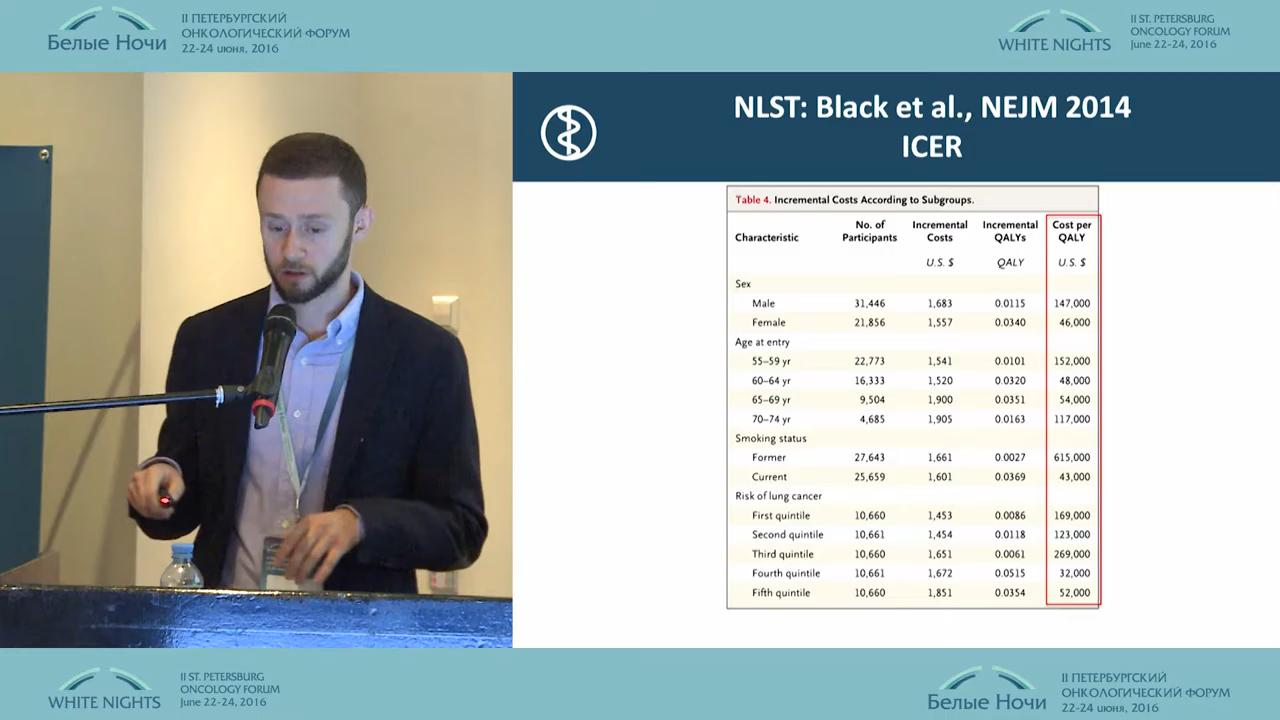 Белые Ночи
II ПЕТЕРБУРГСКИЙ
ОНКОЛОГИЧЕСКИЙ ФОРУМ
22-24 июня, 2016
WHITE NIGHTS
II ST. PETERSBURG
ONCOLOGY FORUM
June 22-24, 2016
NLST: Black et al., NEJM 2014
ICER
Table 4. Incremental Costs According to Subgroups.
Characteristic No. of Participants Incremental Costs Incremental QALYs Cost per QALY
U.S. $ QALY U.S. $
Sex
Male 31,446 1,683 0.0115 147,000
Female 21,856 1,557 0.0340 46,000
Age at entry
55–59 yr 22,773 1,541 0.0101 152,000
60–64 yr 16,333 1,520 0.0320 48,000
65–69 yr 9,504 1,900 0.0351 54,000
70–74 yr 4,685 1,905 0.0163 117,000
Smoking status
Former 27,643 1,661 0.0027 615,000
Current 25,659 1,601 0.0369 43,000
Risk of lung cancer
First quintile 10,660 1,453 0.0086 169,000
Second quintile 10,661 1,454 0.0118 123,000
Third quintile 10,660 1,651 0.0061 269,000
Fourth quintile 10,661 1,672 0.0515 32,000
Fifth quintile 10,660 1,851 0.0354 52,000
WHITE NIGHTS
II ST. PETERSBURG
ONCOLOGY FORUM
June 22-24, 2016
Белые Ночи
II ПЕТЕРБУРГСКИЙ
ОНКОЛОГИЧЕСКИЙ ФОРУМ
22-24 июня, 2016